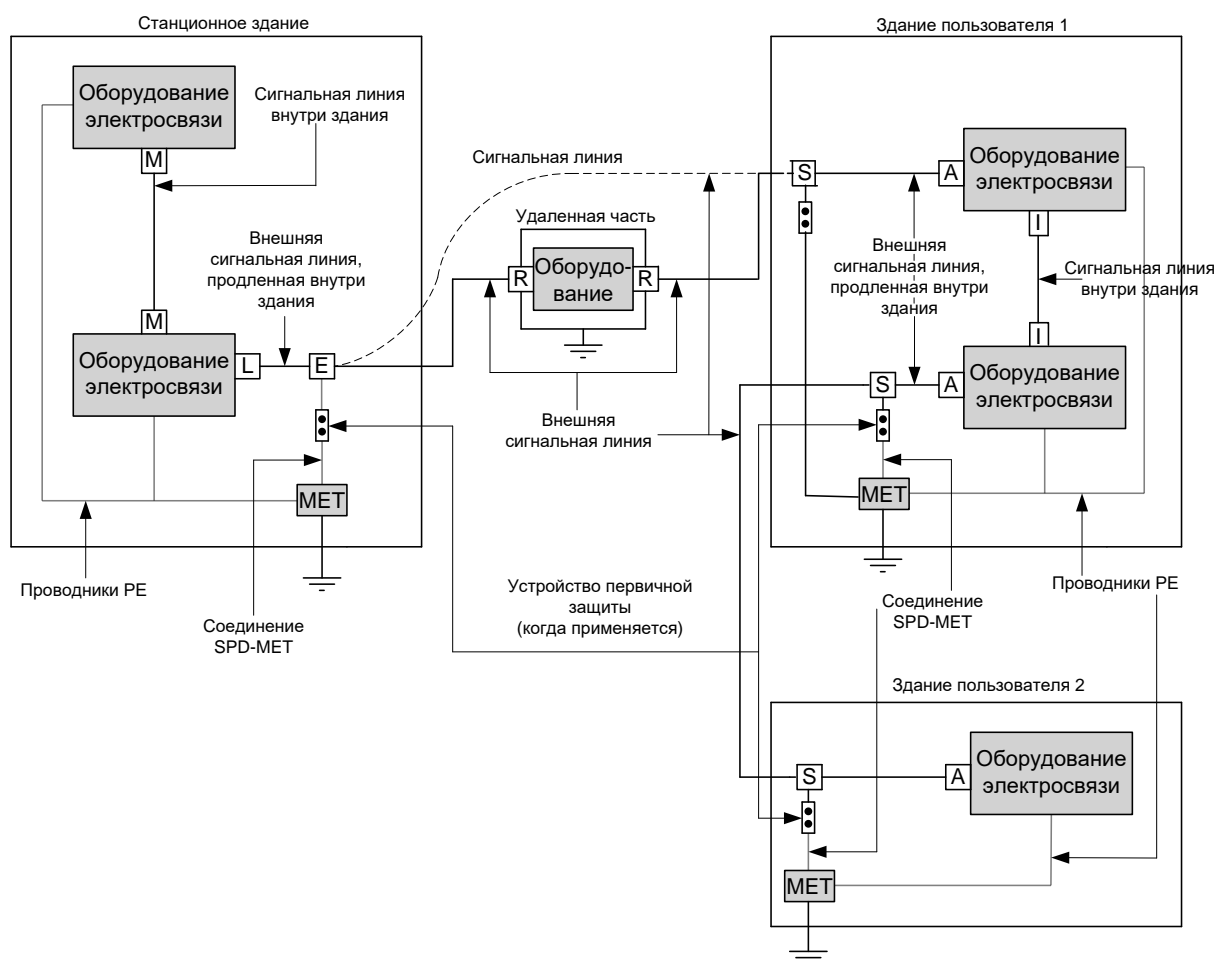 Станционное здание
Оборудование
электросвязи
Сигнальная линия
внутри здания
M
M
Внешняя
сигнальная линия,
продленная внутри
здания
Оборудование
электросвязи
L
E
MET
Проводники PE
Соединение
SPD-MET
Сигнальная линия
Удаленная часть
R
Оборудо-
вание
R
Внешняя
сигнальная линия
Устройство первичной
защиты
(когда применяется)
Здание пользователя 1
S
A
Оборудование
электросвязи
I
Внешняя
сигнальная линия,
продленная внутри
здания
Сигнальная линия
внутри здания
I
S
A
Оборудование
электросвязи
MET
Проводники PE
Соединение
SPD-MET
Здание пользователя 2
S
A
Оборудование
электросвязи
MET